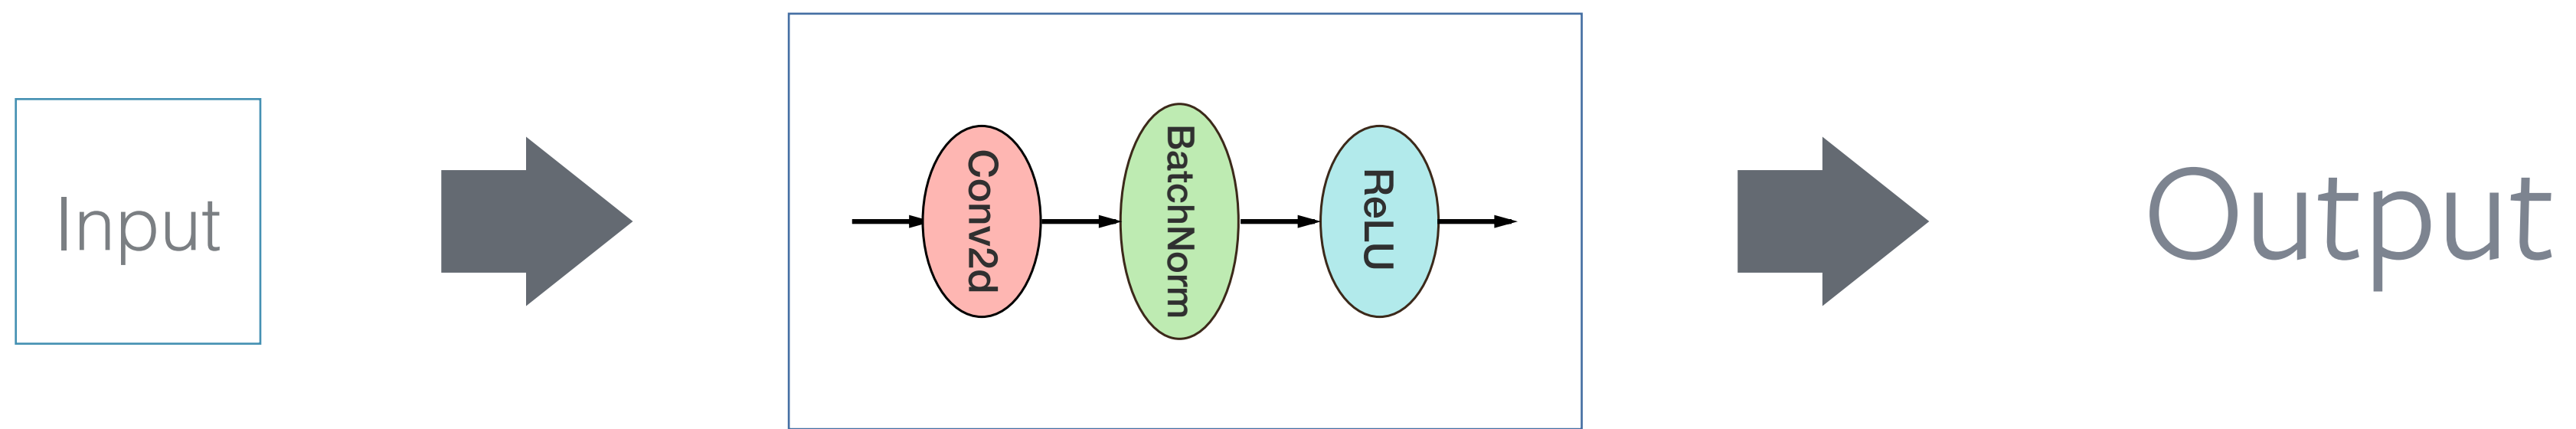 Input
Conv2d
BatchNorm
ReLU
Output